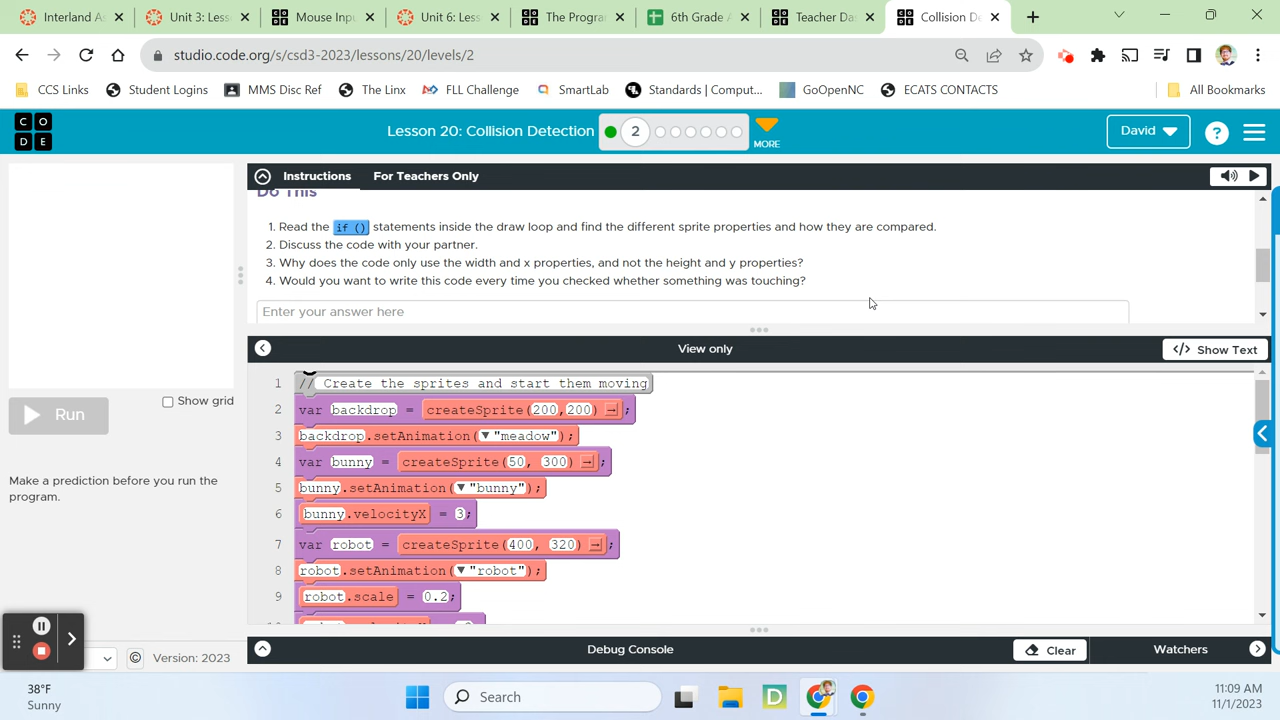 Interland As
Unit 3: Less
Mouse Inpu
Unit 6: Less
The Progra
6th Grade A
Teacher Da
Collision De
studio.code.org/s/csd3-2023/lessons/20/levels/2
CCS Links
Student Logins
MMS Disc Ref
The Linx
FLL Challenge
SmartLab
Standards | Comput...
GoOpenNC
ECATS CONTACTS
All Bookmarks
C O
D E
Lesson 20: Collision Detection
2
MORE
David
?
Instructions
For Teachers Only
Do This
1. Read the if () statements inside the draw loop and find the different sprite properties and how they are compared.
2. Discuss the code with your partner.
3. Why does the code only use the width and x properties, and not the height and y properties?
4. Would you want to write this code every time you checked whether something was touching?
Enter your answer here
View only
</> Show Text
Run
Show grid
Make a prediction before you run the
program.
1 // Create the sprites and start them moving
2 var backdrop = createSprite(200,200);
3 backdrop.setAnimation("meadow");
4 var bunny = createSprite(50, 300);
5 bunny.setAnimation("bunny");
6 bunny.velocityX = 3;
7 var robot = createSprite(400, 320);
8 robot.setAnimation("robot");
9 robot.scale = 0.2;
Debug Console
Clear
Watchers
© Version: 2023
38°F
Sunny
Search
D
11:09 AM
11/1/2023